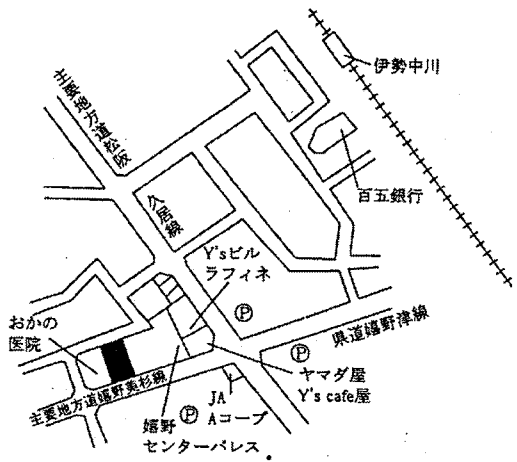 伊勢中川
主要地方道松阪
百五銀行
久居線
Y'sビル
ラフィネ
おかの
医院
Ⓟ
県道嬉野津線
Ⓟ
ヤマダ屋
Y's cafe屋
主要地方道嬉野美杉線
JA
Aコープ
Ⓟ
嬉野
センターパレス